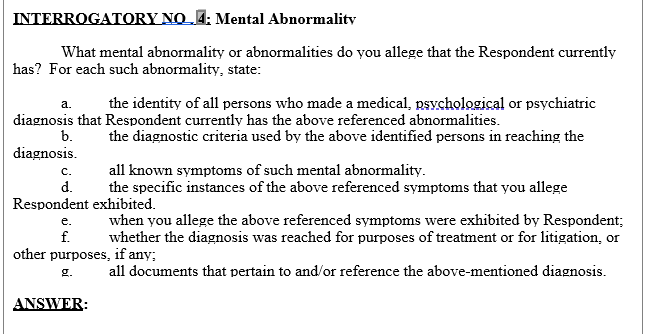 INTERROGATORY NO. 4: Mental Abnormality
What mental abnormality or abnormalities do you allege that the Respondent currently
has? For each such abnormality, state:
a. the identity of all persons who made a medical, psychological or psychiatric
diagnosis that Respondent currently has the above referenced abnormalities.
b. the diagnostic criteria used by the above identified persons in reaching the
diagnosis.
c. all known symptoms of such mental abnormality.
d. the specific instances of the above referenced symptoms that you allege
Respondent exhibited.
e. when you allege the above referenced symptoms were exhibited by Respondent;
f. whether the diagnosis was reached for purposes of treatment or for litigation, or
other purposes, if any;
g. all documents that pertain to and/or reference the above-mentioned diagnosis.
ANSWER: